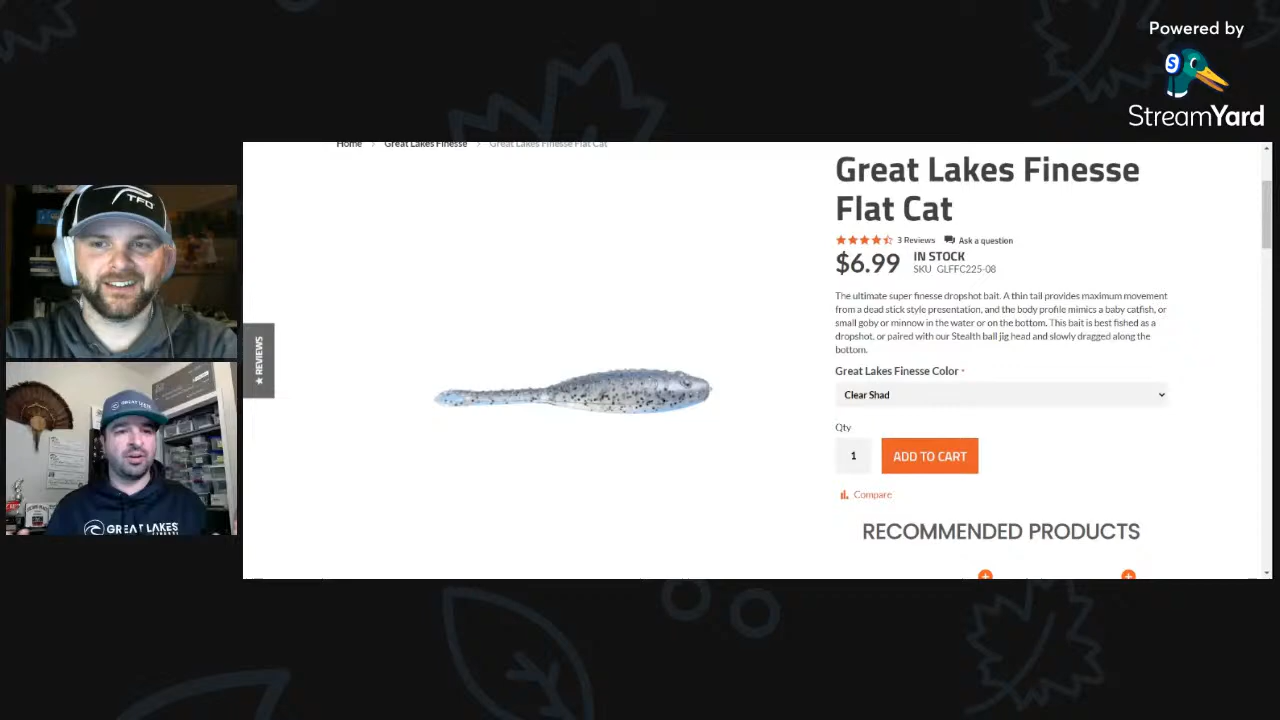 Powered by
S
StreamYard
Home > Great Lakes Finesse > Great Lakes Finesse Flat Cat
Great Lakes Finesse
Flat Cat
3 Reviews Ask a question
$6.99 IN STOCK
SKU GLFFC225-08
The ultimate super finesse dropshot bait. A thin tail provides maximum movement
from a dead stick style presentation, and the body profile mimics a baby catfish, or
small goby or minnow in the water or on the bottom. This bait is best fished as a
dropshot, or paired with our Stealth ball jig head and slowly dragged along the
bottom.
Great Lakes Finesse Color *
Clear Shad
Qty
1 ADD TO CART
Compare
RECOMMENDED PRODUCTS
★ REVIEWS
TFO
GREAT LAKES